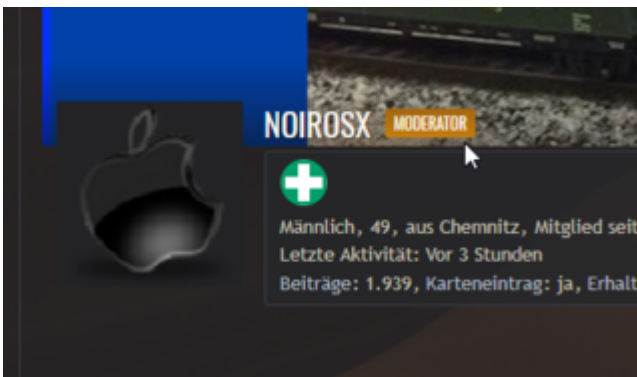 NOIROSX MODERATOR
Männlich, 49, aus Chemnitz, Mitglied seit
Letzte Aktivität: Vor 3 Stunden
Beiträge: 1.939, Karteneintrag: ja, Erhalt